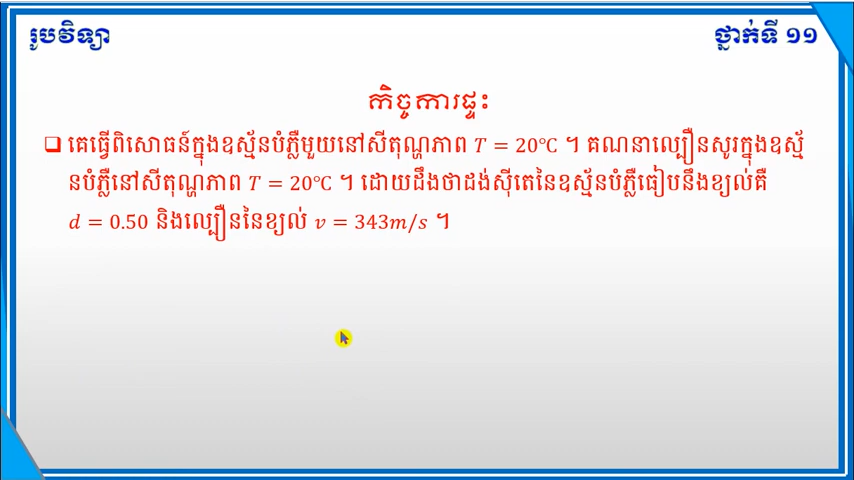 រូបវិទ្យា
ថ្នាក់ទី ១១
កិច្ចការផ្ទះ
❑ គេធ្វើពិសោធន៍ក្នុងឧស្ម័នបំភ្លឺមួយនៅសីតុណ្ហភាព T = 20°C ។ គណនាល្បឿនសូរក្នុងឧស្ម័
នបំភ្លឺនៅសីតុណ្ហភាព T = 20°C ។ ដោយដឹងថាដង់ស៊ីតេនៃឧស្ម័នបំភ្លឺធៀបនឹងខ្យល់គឺ
d = 0.50 និងល្បឿននៃខ្យល់ v = 343m/s ។